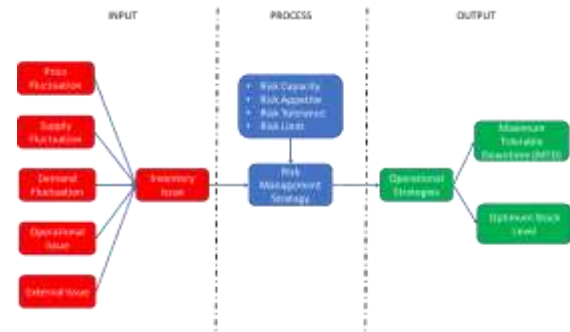 INPUT
PROCESS
OUTPUT
Price
Fluctuation
Supply
Fluctuation
Demand
Fluctuation
Operational
Issue
External Issue
Inventory
Issue
• Risk Capacity
• Risk Appetite
• Risk Tolerance
• Risk Limit
Risk
Management
Strategy
Operational
Strategies
Maximum
Tolerable
Downtime (MTD)
Optimum Stock
Level